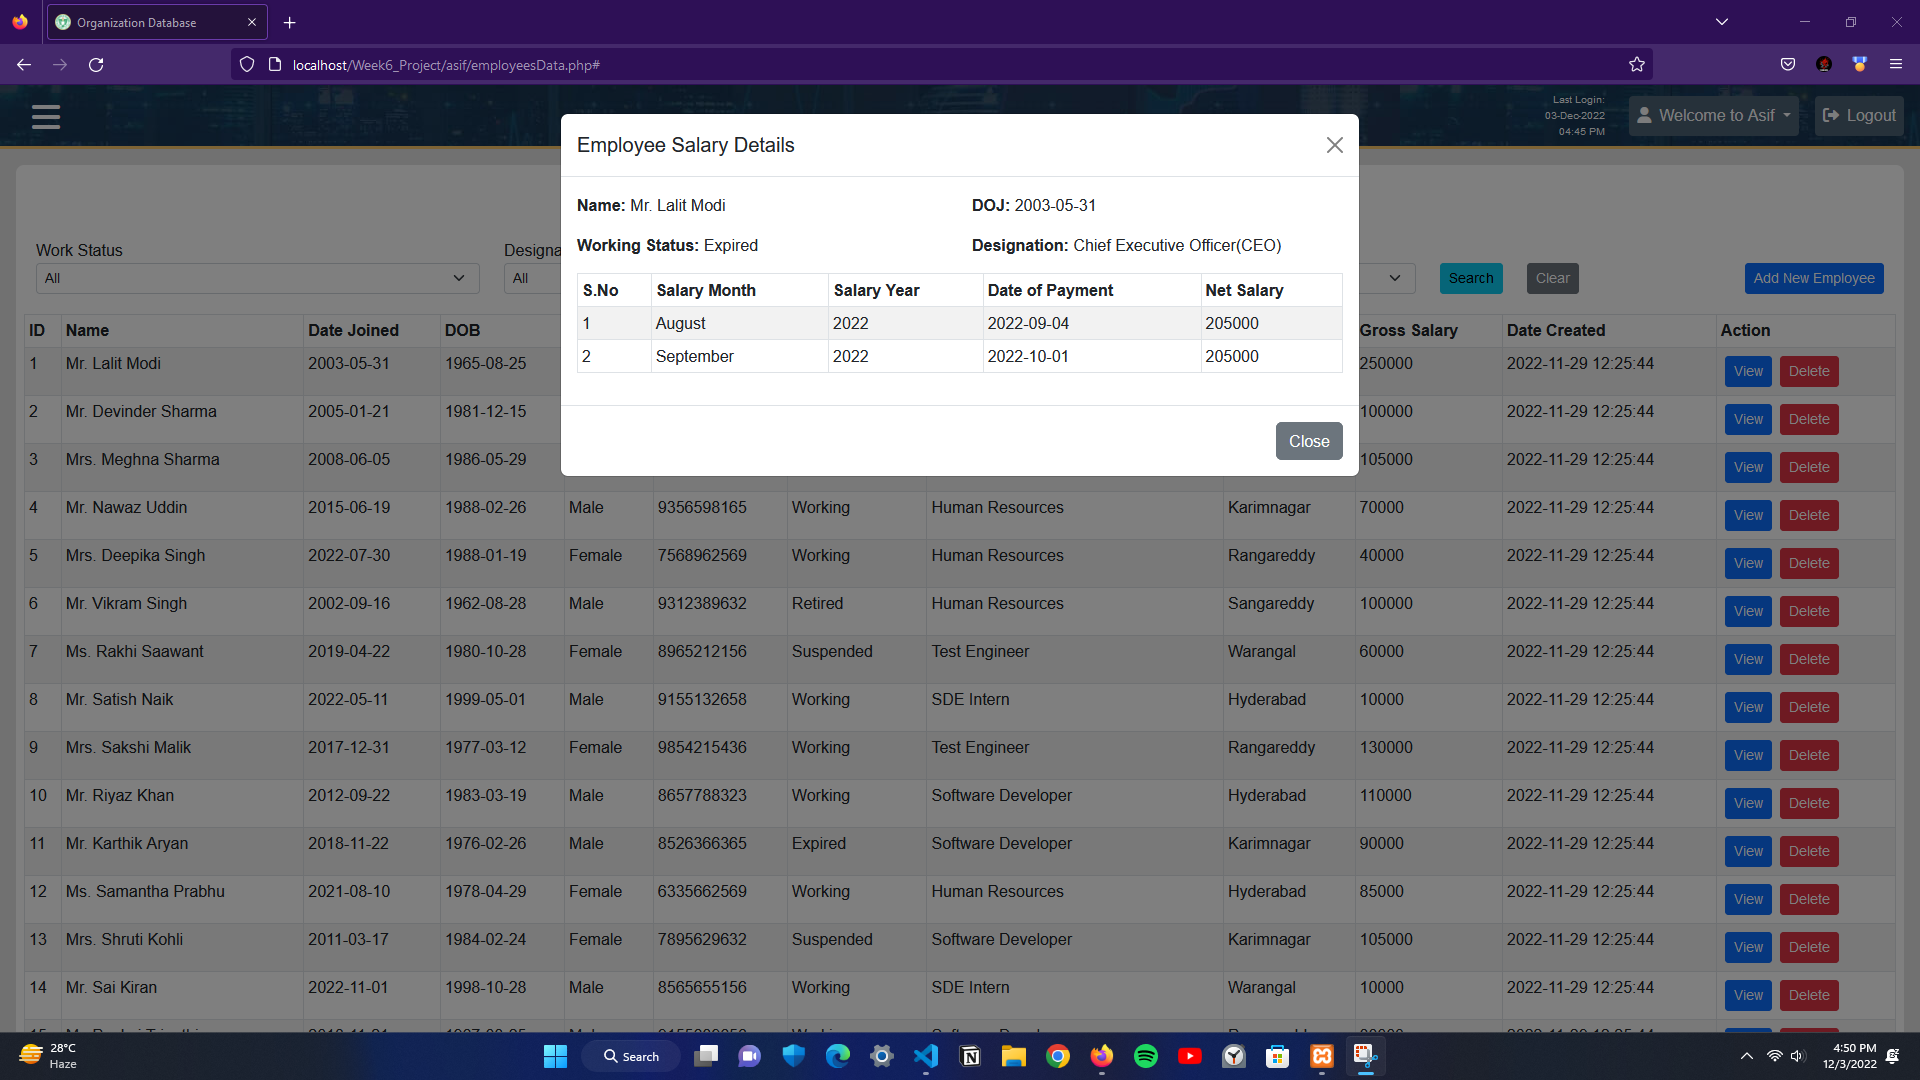 Organization Database
localhost/Week6_Project/asif/employeesData.php#
Last Login:
03-Dec-2022
04:45 PM
Welcome to Asif
Logout
Employee Salary Details
Name: Mr. Lalit Modi DOJ: 2003-05-31
Working Status: Expired Designation: Chief Executive Officer(CEO)
S.No Salary Month Salary Year Date of Payment Net Salary
1 August 2022 2022-09-04 205000
2 September 2022 2022-10-01 205000
Close
Work Status
All
All
Search Clear Add New Employee
ID Name Date Joined DOB Gross Salary Date Created Action
1 Mr. Lalit Modi 2003-05-31 1965-08-25 250000 2022-11-29 12:25:44 View Delete
2 Mr. Devinder Sharma 2005-01-21 1981-12-15 100000 2022-11-29 12:25:44 View Delete
3 Mrs. Meghna Sharma 2008-06-05 1986-05-29 105000 2022-11-29 12:25:44 View Delete
4 Mr. Nawaz Uddin 2015-06-19 1988-02-26 Male 9356598165 Working Human Resources Karimnagar 70000 2022-11-29 12:25:44 View Delete
5 Mrs. Deepika Singh 2022-07-30 1988-01-19 Female 7568962569 Working Human Resources Rangareddy 40000 2022-11-29 12:25:44 View Delete
6 Mr. Vikram Singh 2002-09-16 1962-08-28 Male 9312389632 Retired Human Resources Sangareddy 100000 2022-11-29 12:25:44 View Delete
7 Ms. Rakhi Saawant 2019-04-22 1980-10-28 Female 8965212156 Suspended Test Engineer Warangal 60000 2022-11-29 12:25:44 View Delete
8 Mr. Satish Naik 2022-05-11 1999-05-01 Male 9155132658 Working SDE Intern Hyderabad 10000 2022-11-29 12:25:44 View Delete
9 Mrs. Sakshi Malik 2017-12-31 1977-03-12 Female 9854215436 Working Test Engineer Rangareddy 130000 2022-11-29 12:25:44 View Delete
10 Mr. Riyaz Khan 2012-09-22 1983-03-19 Male 8657788323 Working Software Developer Hyderabad 110000 2022-11-29 12:25:44 View Delete
11 Mr. Karthik Aryan 2018-11-22 1976-02-26 Male 8526366365 Expired Software Developer Karimnagar 90000 2022-11-29 12:25:44 View Delete
12 Ms. Samantha Prabhu 2021-08-10 1978-04-29 Female 6335662569 Working Human Resources Hyderabad 85000 2022-11-29 12:25:44 View Delete
13 Mrs. Shruti Kohli 2011-03-17 1984-02-24 Female 7895629632 Suspended Software Developer Karimnagar 105000 2022-11-29 12:25:44 View Delete
14 Mr. Sai Kiran 2022-11-01 1998-10-28 Male 8565655156 Working SDE Intern Warangal 10000 2022-11-29 12:25:44 View Delete
28°C
Haze
Search
4:50 PM
12/3/2022